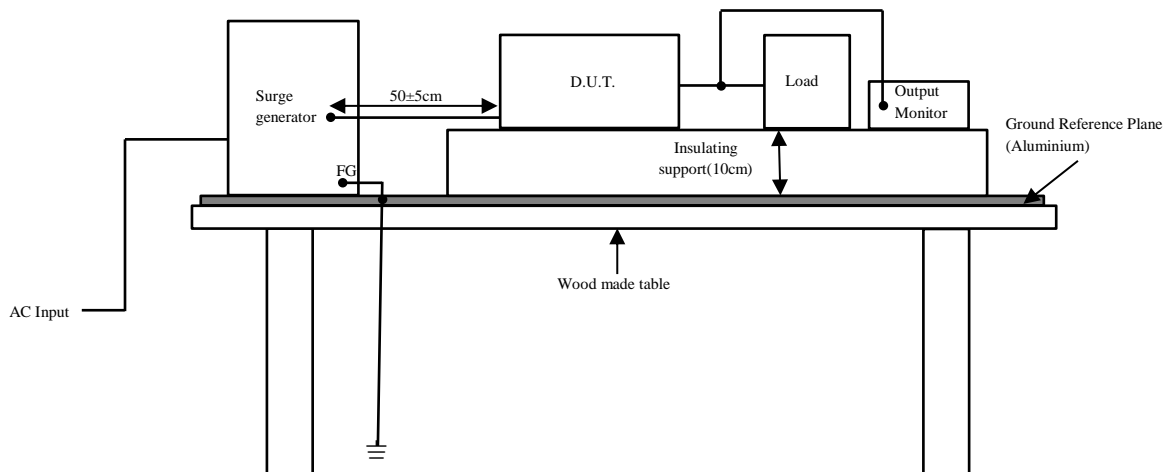 Surge
generator
50±5cm
D.U.T.
Load
Output
Monitor
Ground Reference Plane
(Aluminium)
Insulating
support(10cm)
FG
Wood made table
AC Input